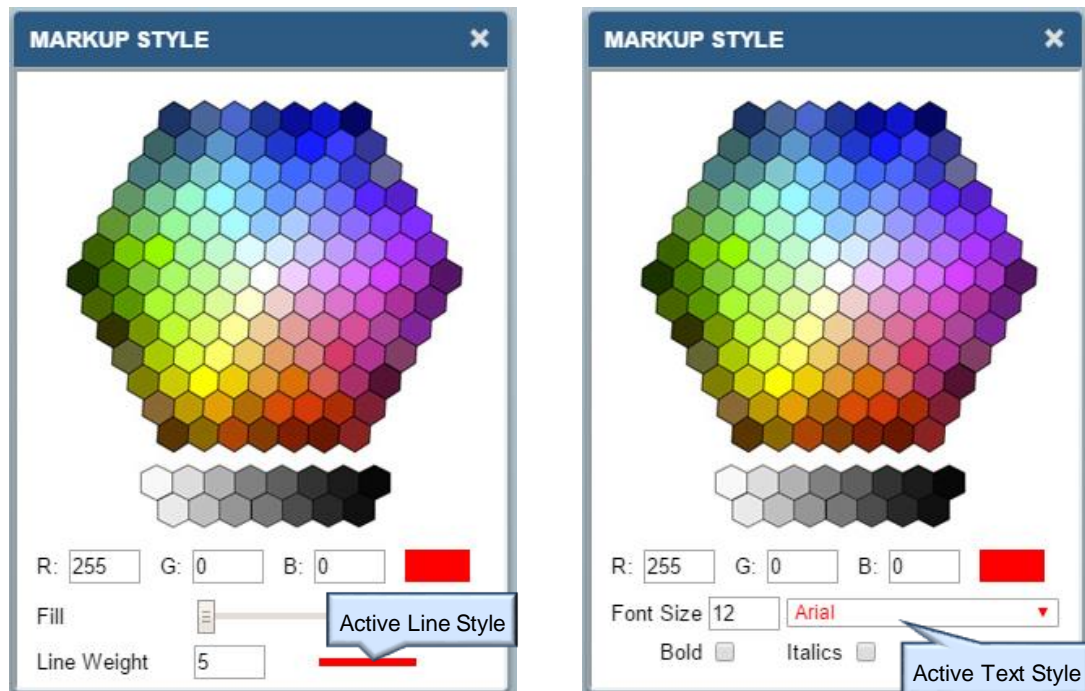 MARKUP STYLE ×
R: 255 G: 0 B: 0
Fill
Active Line Style
Line Weight 5
MARKUP STYLE ×
R: 255 G: 0 B: 0
Font Size 12 Arial
Bold Italics
Active Text Style